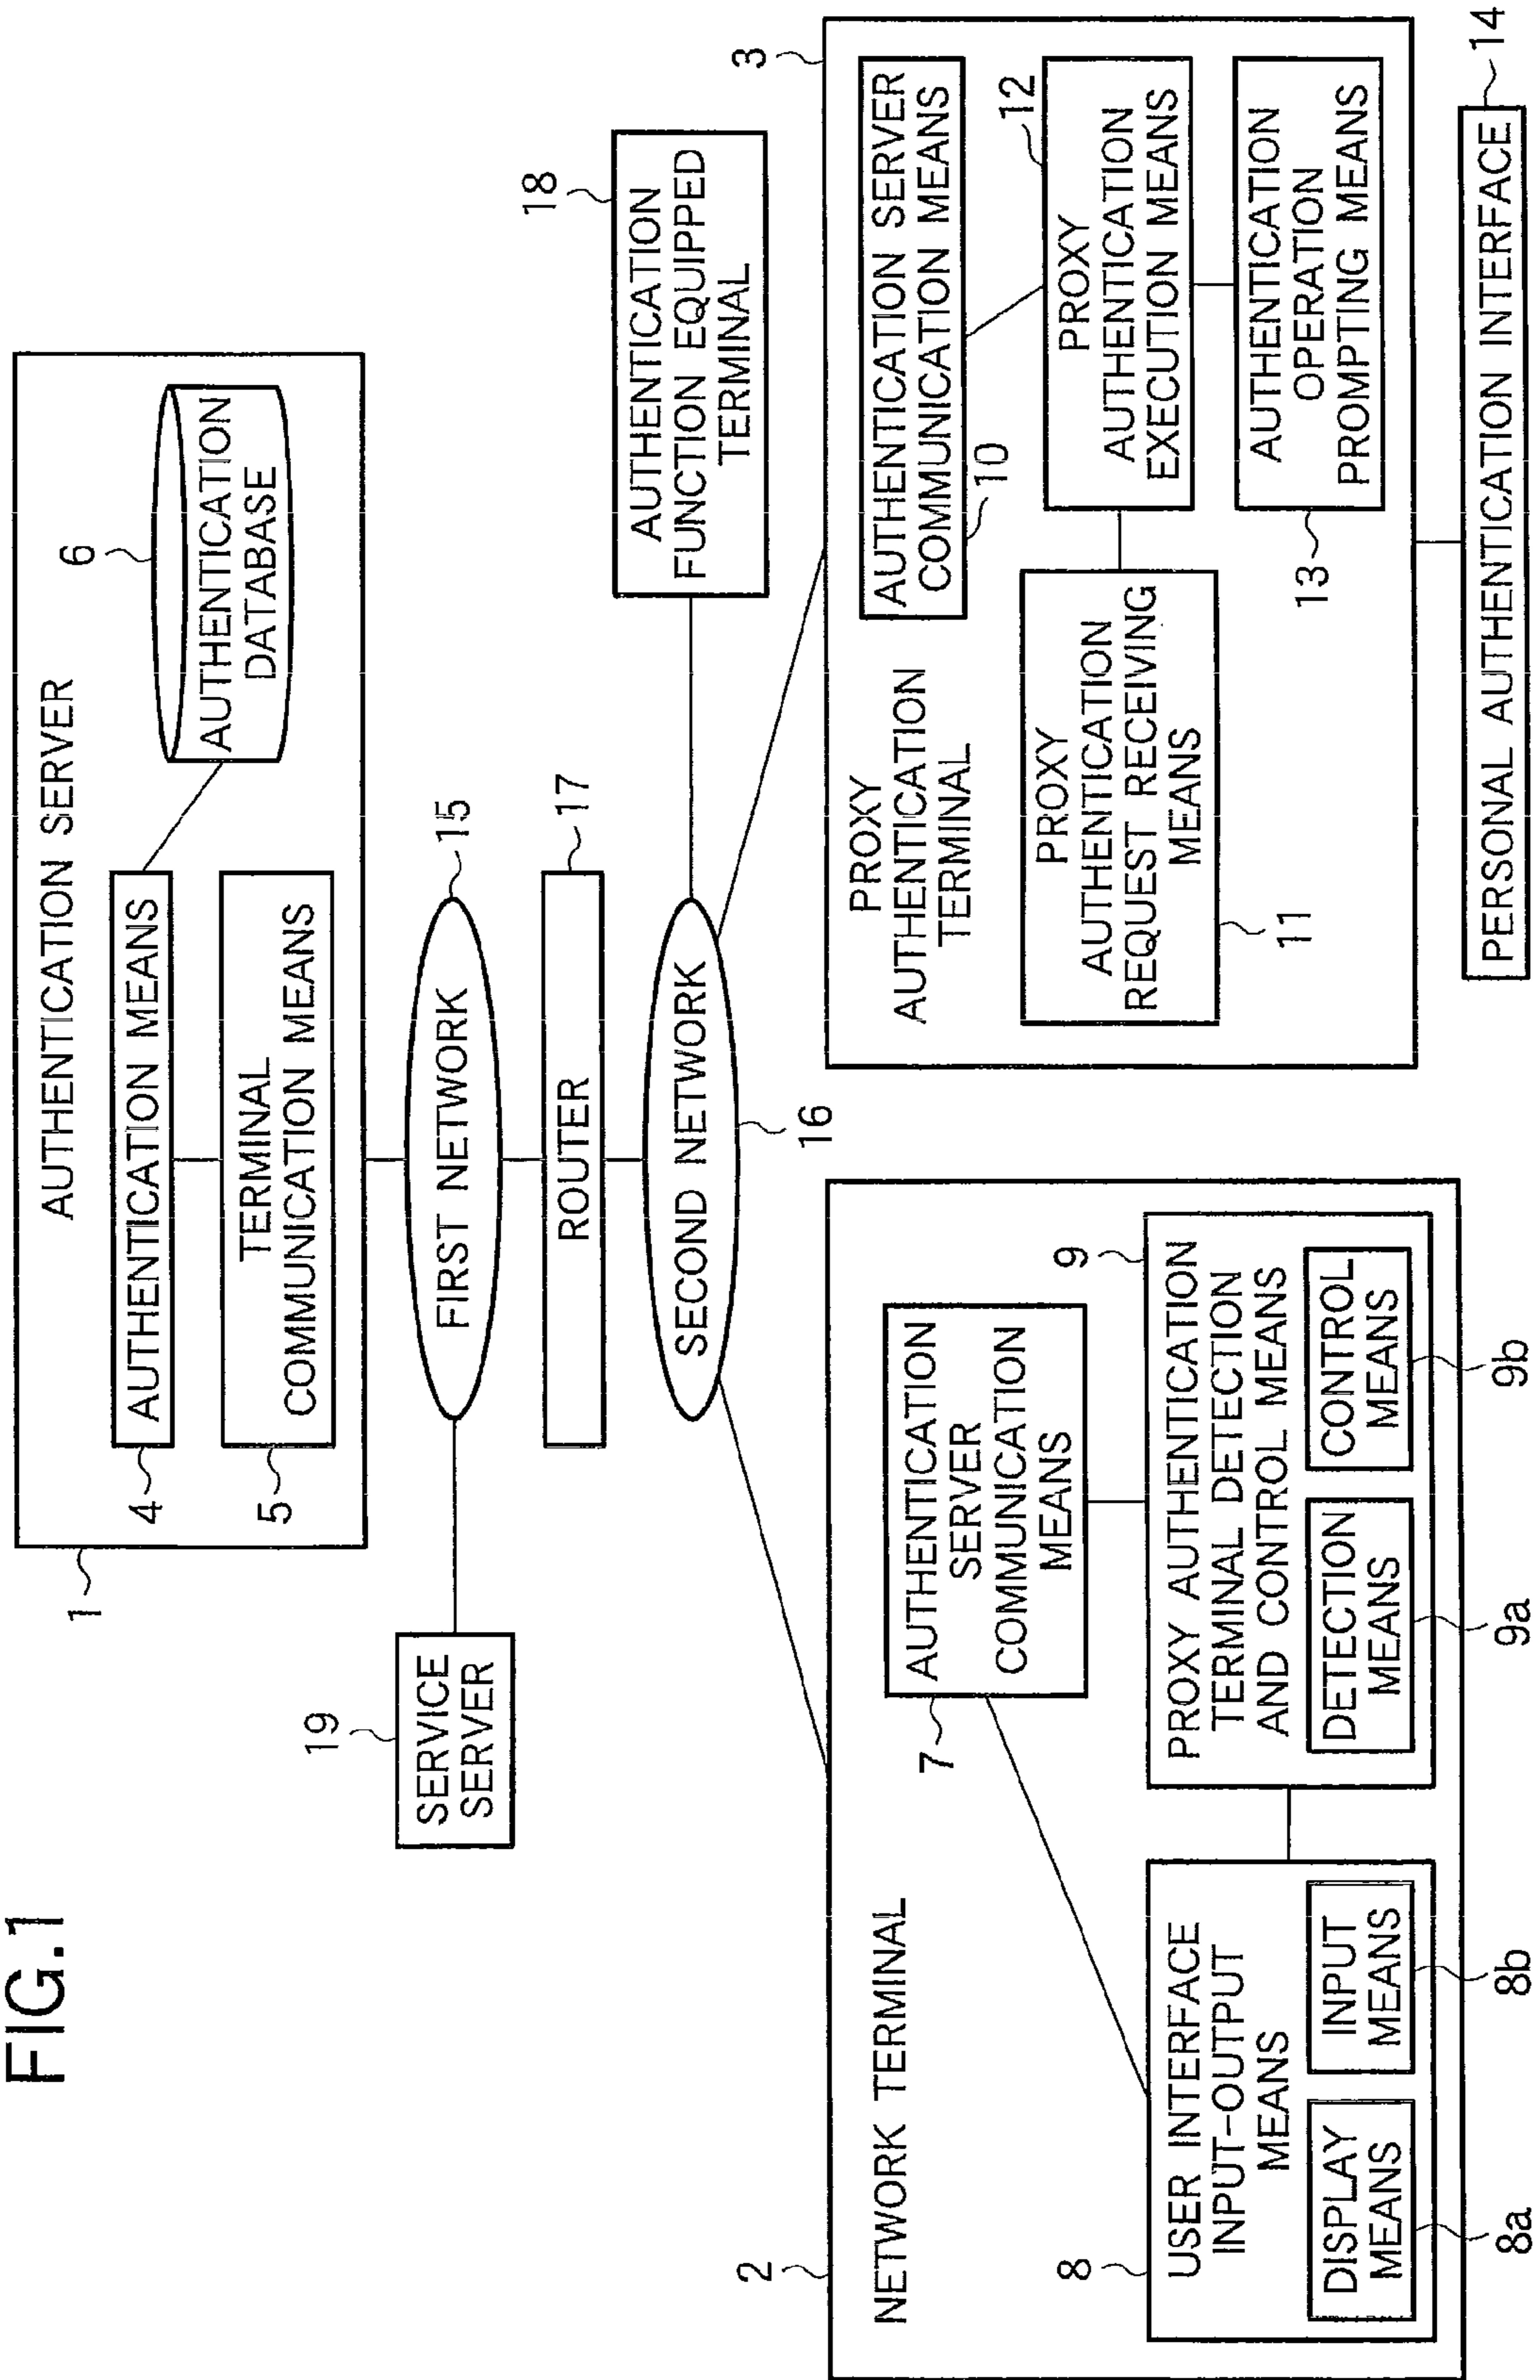 FIG.1
1
AUTHENTICATION SERVER
4
AUTHENTICATION MEANS
6
AUTHENTICATION
DATABASE
5
TERMINAL
COMMUNICATION MEANS
19
SERVICE
SERVER
FIRST NETWORK
15
ROUTER
17
SECOND NETWORK
16
18
AUTHENTICATION
FUNCTION EQUIPPED
TERMINAL
2
NETWORK TERMINAL
7
AUTHENTICATION
SERVER
COMMUNICATION
MEANS
8
USER INTERFACE
INPUT-OUTPUT
MEANS
DISPLAY
MEANS
8a
INPUT
MEANS
8b
9
PROXY AUTHENTICATION
TERMINAL DETECTION
AND CONTROL MEANS
DETECTION
MEANS
9a
CONTROL
MEANS
9b
3
PROXY
AUTHENTICATION
TERMINAL
AUTHENTICATION SERVER
COMMUNICATION MEANS
10
PROXY
AUTHENTICATION
REQUEST RECEIVING
MEANS
11
12
PROXY
AUTHENTICATION
EXECUTION MEANS
13
AUTHENTICATION
OPERATION
PROMPTING MEANS
PERSONAL AUTHENTICATION INTERFACE
14